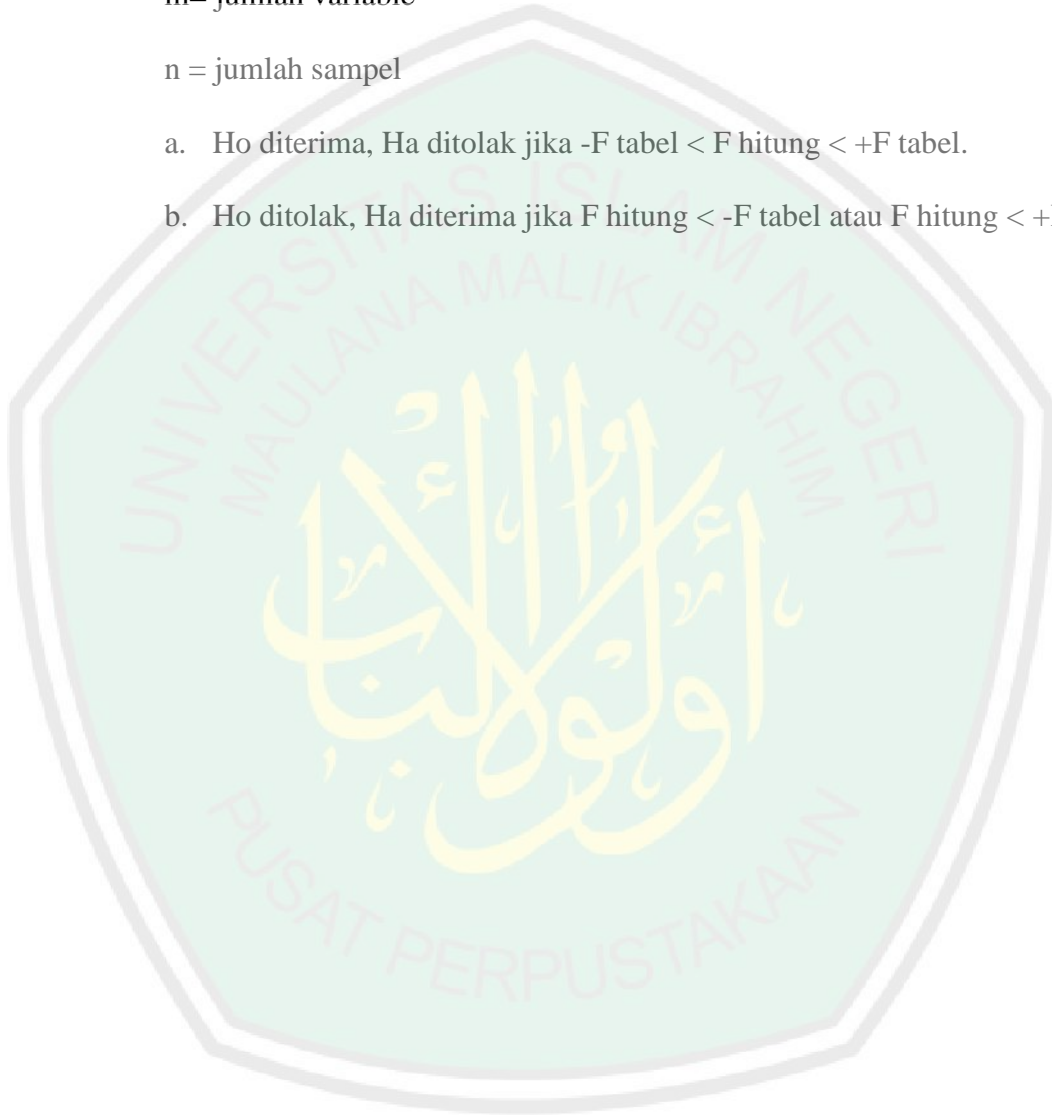 m= jumlah variable
n = jumlah sampel
a. Ho diterima, Ha ditolak jika -F tabel < F hitung < +F tabel.
b. Ho ditolak, Ha diterima jika F hitung < -F tabel atau F hitung < +
UNIVERSITAS ISLAM NEGERI
MAULANA MALIK IBRAHIM
PUSAT PERPUSTAKAAN